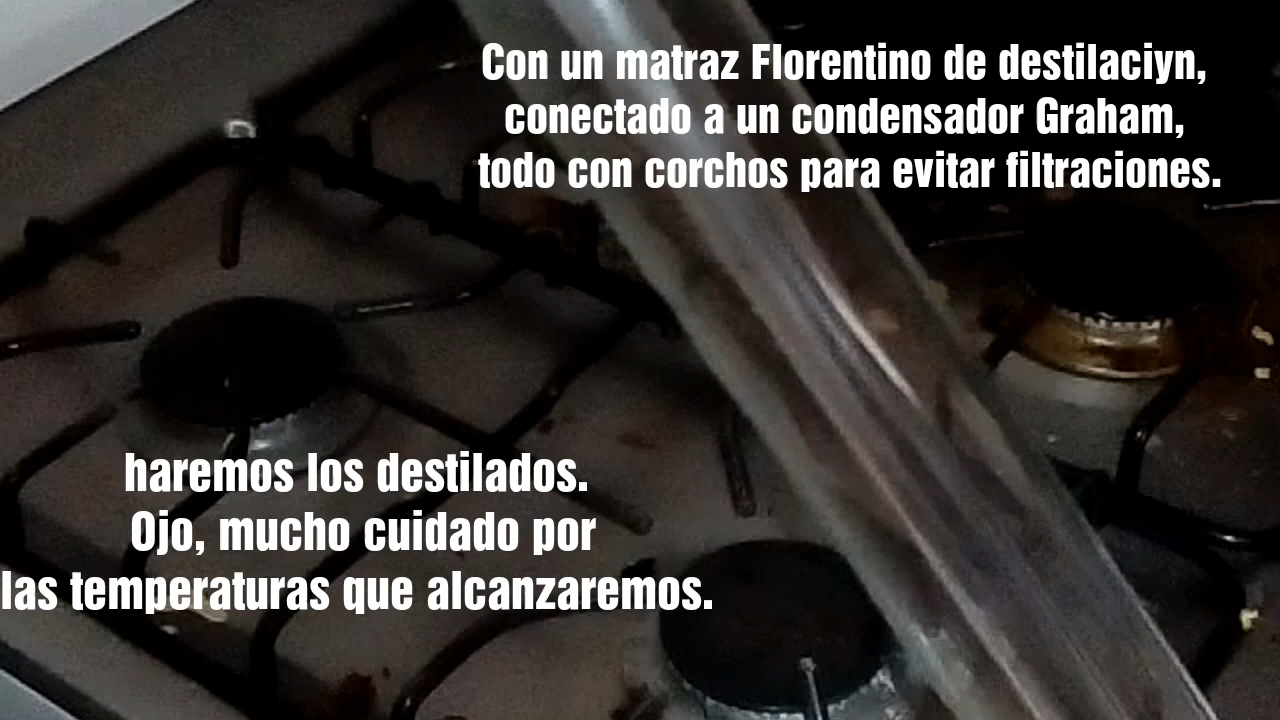 Con un matraz Florentino de destilaciyn,
conectado a un condensador Graham,
todo con corchos para evitar filtraciones.
haremos los destilados.
Ojo, mucho cuidado por
las temperaturas que alcanzaremos.